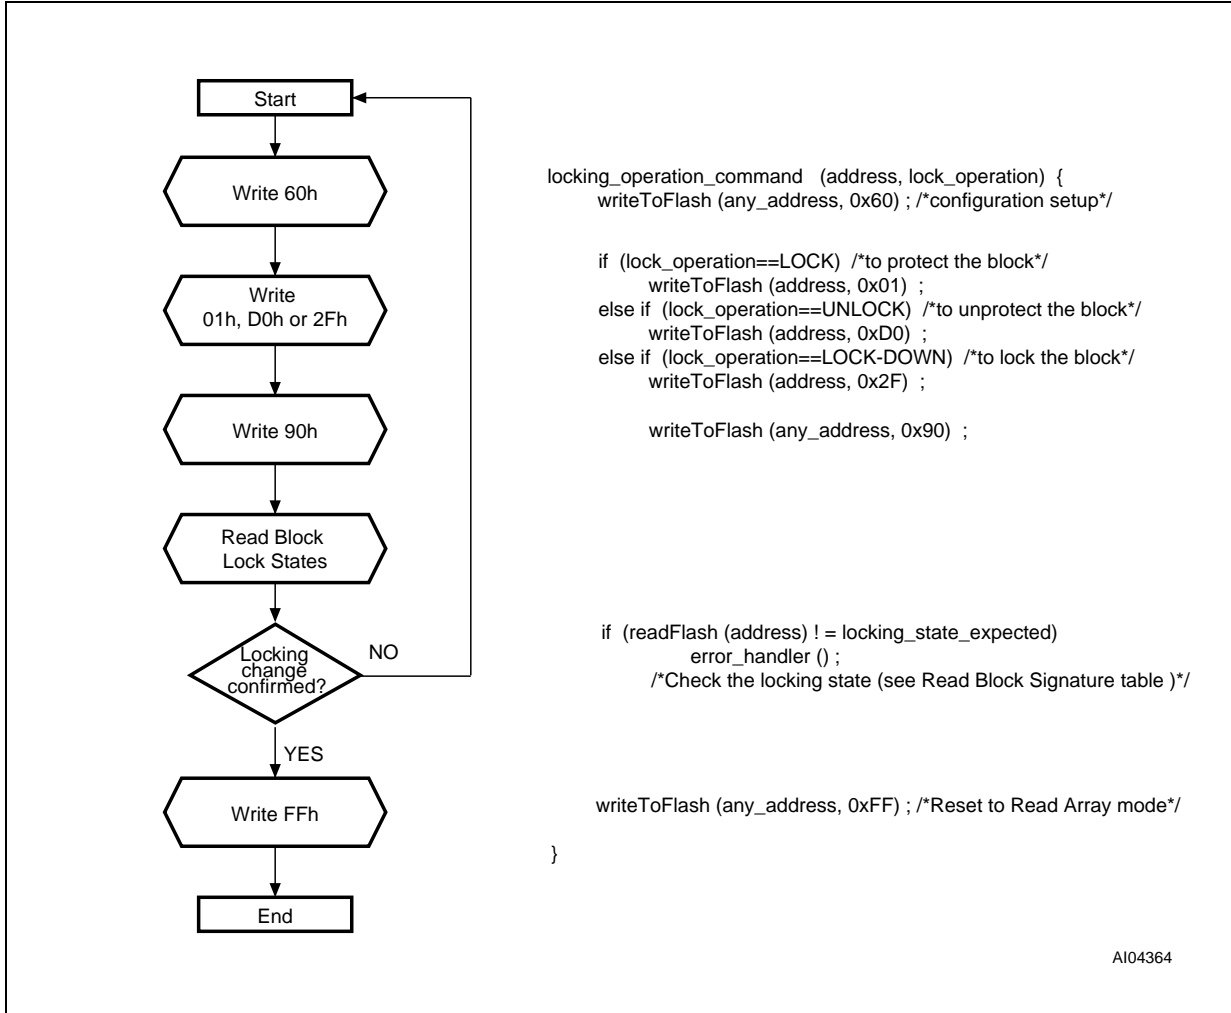 Start
Write 60h
Write
01h, D0h or 2Fh
Write 90h
Read Block
Lock States
Locking
change
confirmed?
NO
YES
Write FFh
End
locking_operation_command (address, lock_operation) {
writeToFlash (any_address, 0x60) ; /*configuration setup*/
if (lock_operation==LOCK) /*to protect the block*/
writeToFlash (address, 0x01) ;
else if (lock_operation==UNLOCK) /*to unprotect the block*/
writeToFlash (address, 0xD0) ;
else if (lock_operation==LOCK-DOWN) /*to lock the block*/
writeToFlash (address, 0x2F) ;
writeToFlash (any_address, 0x90) ;
if (readFlash (address) ! = locking_state_expected)
error_handler () ;
/*Check the locking state (see Read Block Signature table )*/
writeToFlash (any_address, 0xFF) ; /*Reset to Read Array mode*/
}
AI04364